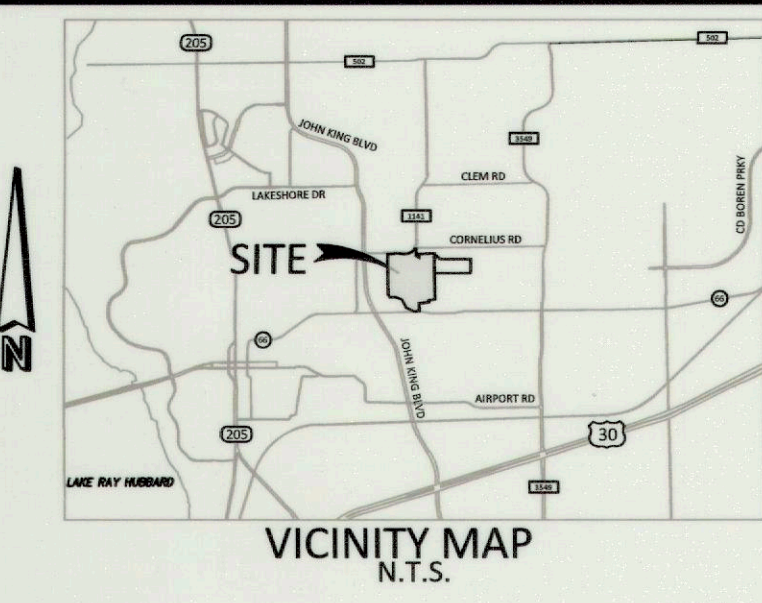 205
502
502
JOHN KING BLVD
3549
CLEM RD
LAKESHORE DR
CD BOREN PRKY
205
1141
CORNELIUS RD
SITE
66
66
N
JOHN KING BLVD
AIRPORT RD
205
30
LAKE RAY HUBBARD
3549
VICINITY MAP
N.T.S.